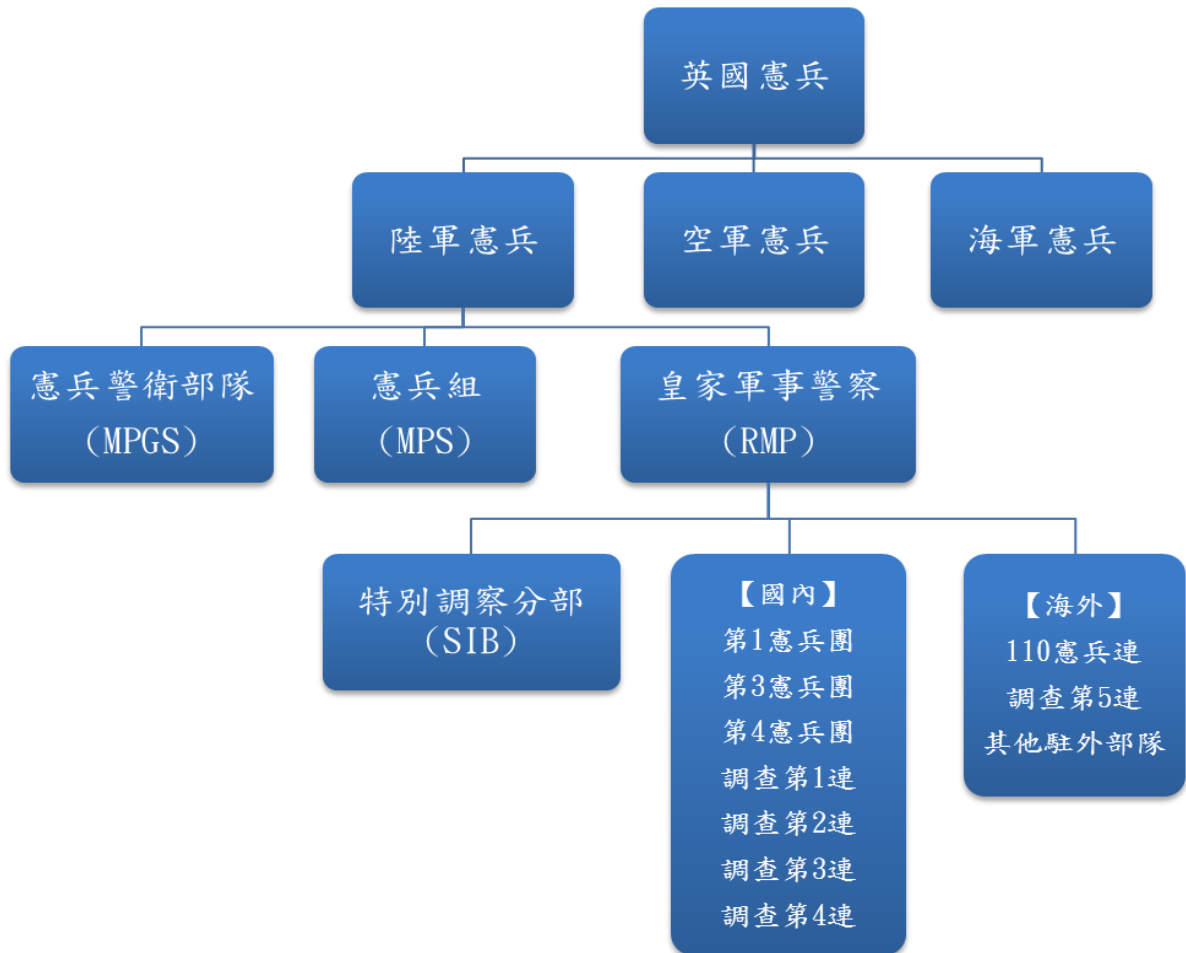 英國憲兵
陸軍憲兵
空軍憲兵
海軍憲兵
憲兵警衛部隊
(MPGS)
憲兵組
(MPS)
皇家軍事警察
(RMP)
特別調察分部
(SIB)
【國內】
第1憲兵團
第3憲兵團
第4憲兵團
調查第1連
調查第2連
調查第3連
調查第4連
【海外】
110憲兵連
調查第5連
其他駐外部隊